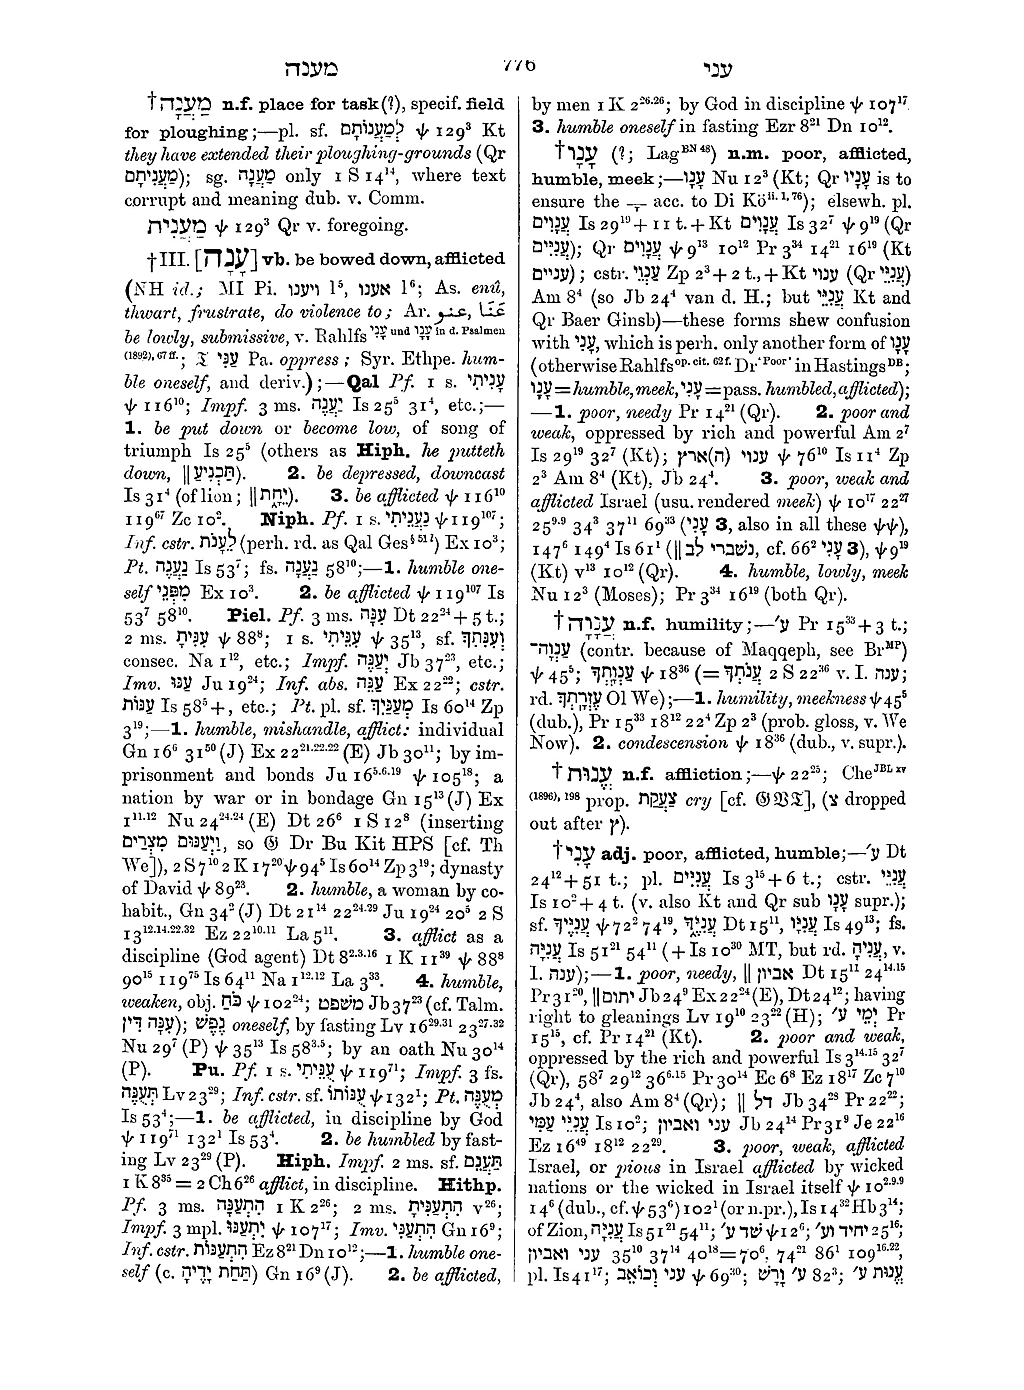 מענה 776 עני
†מַעֲנָה n.f. place for task(?), specif. field
for ploughing;—pl. sf. לְמַעֲנוֹתָם ψ 129³ Kt
they have extended their ploughing-grounds (Qr
מַעֲנִיתָם); sg. מַעֲנָה only 1 S 14¹⁴, where text
corrupt and meaning dub. v. Comm.
מַעֲנִית ψ 129³ Qr v. foregoing.
†III. [עָנָה] vb. be bowed down, afflicted
(NH id.; MI Pi. ויענו l⁵, אענו l⁶; As. enû,
thwart, frustrate, do violence to; Ar. عنو, عَنَا
be lowly, submissive, v. Rahlfs עָנִי und עָנָו in d. Psalmen
(1892), 67 ff.; 𝔗 עַנִּי Pa. oppress; Syr. Ethpe. hum-
ble oneself, and deriv.);—Qal Pf. 1 s. עָנִיתִי
ψ 116¹⁰; Impf. 3 ms. יַעֲנֶה Is 25⁵ 31⁴, etc.;—
1. be put down or become low, of song of
triumph Is 25⁵ (others as Hiph. he putteth
down, ‖תַּכְנִיעַ). 2. be depressed, downcast
Is 31⁴ (of lion; ‖יֵחָת). 3. be afflicted ψ 116¹⁰
119⁶⁷ Zc 10². Niph. Pf. 1 s. נַעֲנֵיתִי ψ 119¹⁰⁷;
Inf. cstr. לֵעָנֹת (perh. rd. as Qal Ges§ 51 l) Ex 10³;
Pt. נַעֲנֶה Is 53⁷; fs. נַעֲנָה 58¹⁰;—1. humble one-
self מִפְּנֵי Ex 10³. 2. be afflicted ψ 119¹⁰⁷ Is
53⁷ 58¹⁰. Piel. Pf. 3 ms. עִנָּה Dt 22²⁴ + 5 t.;
2 ms. עִנִּיתָ ψ 88⁸; 1 s. עִנֵּיתִי ψ 35¹³, sf. וְעִנִּתִךְ
consec. Na 1¹², etc.; Impf. יְעַנֶּה Jb 37²³, etc.;
Imv. עַנּוּ Ju 19²⁴; Inf. abs. עַנֵּה Ex 22²²; cstr.
עַנּוֹת Is 58⁵ +, etc.; Pt. pl. sf. מְעַנַּיִךְ Is 60¹⁴ Zp
3¹⁹;—1. humble, mishandle, afflict: individual
Gn 16⁶ 31⁵⁰ (J) Ex 22²¹·²²·²² (E) Jb 30¹¹; by im-
prisonment and bonds Ju 16⁵·⁶·¹⁹ ψ 105¹⁸; a
nation by war or in bondage Gn 15¹³ (J) Ex
1¹¹·¹² Nu 24²⁴·²⁴ (E) Dt 26⁶ 1 S 12⁸ (inserting
וַיְעַנּוּם מִצְרַיִם, so 𝔊 Dr Bu Kit HPS [cf. Th
We]), 2 S 7¹⁰ 2 K 17²⁰ ψ 94⁵ Is 60¹⁴ Zp 3¹⁹; dynasty
of David ψ 89²³. 2. humble, a woman by co-
habit., Gn 34² (J) Dt 21¹⁴ 22²⁴·²⁹ Ju 19²⁴ 20⁵ 2 S
13¹²·¹⁴·²²·³² Ez 22¹⁰·¹¹ La 5¹¹. 3. afflict as a
discipline (God agent) Dt 8²·³·¹⁶ 1 K 11³⁹ ψ 88⁸
90¹⁵ 119⁷⁵ Is 64¹¹ Na 1¹²·¹² La 3³³. 4. humble,
weaken, obj. כֹּחַ ψ 102²⁴; משפט Jb 37²³ (cf. Talm.
עִנָּה דִין); נֶפֶשׁ oneself, by fasting Lv 16²⁹·³¹ 23²⁷·³²
Nu 29⁷ (P) ψ 35¹³ Is 58³·⁵; by an oath Nu 30¹⁴
(P). Pu. Pf. 1 s. עֻנֵּיתִי ψ 119⁷¹; Impf. 3 fs.
תְּעֻנֶּה Lv 23²⁹; Inf. cstr. sf. עֻנּוֹתוֹ ψ 132¹; Pt. מְעֻנֶּה
Is 53⁴;—1. be afflicted, in discipline by God
ψ 119⁷¹ 132¹ Is 53⁴. 2. be humbled by fast-
ing Lv 23²⁹ (P). Hiph. Impf. 2 ms. sf. תַּעֲנֵם
1 K 8³⁵ = 2 Ch 6²⁶ afflict, in discipline. Hithp.
Pf. 3 ms. הִתְעַנָּה 1 K 2²⁶; 2 ms. הִתְעַנִּיתָ v²⁶;
Impf. 3 mpl. יִתְעַנּוּ ψ 107¹⁷; Imv. הִתְעַנִּי Gn 16⁹;
Inf. cstr. הִתְעַנּוֹת Ez 8²¹ Dn 10¹²;—1. humble one-
self (c. תַּחַת יָדֶיהָ) Gn 16⁹ (J). 2. be afflicted,
by men 1 K 2²⁶·²⁶; by God in discipline ψ 107¹⁷.
3. humble oneself in fasting Ezr 8²¹ Dn 10¹².
†עָנָו (?; Lag BN 48) n.m. poor, afflicted,
humble, meek;—עָנָו Nu 12³ (Kt; Qr עָנָיו is to
ensure the ־ָ acc. to Di Kö ii. 1, 76); elsewh. pl.
עֲנָוִים Is 29¹⁹ + 11 t. + Kt עֲנָוִים Is 32⁷ ψ 9¹⁹ (Qr
עֲנִיִּים); Qr עֲנָוִים ψ 9¹³ 10¹² Pr 3³⁴ 14²¹ 16¹⁹ (Kt
עניים); cstr. עַנְוֵי Zp 2³ + 2 t., + Kt ענוי (Qr עֲנִיֵּי)
Am 8⁴ (so Jb 24⁴ van d. H.; but עֲנִיֵּי Kt and
Qr Baer Ginsb)—these forms shew confusion
with עָנִי, which is perh. only another form of עָנָו
(otherwise Rahlfs op. cit. 62 f. Dr 'Poor' in Hastings DB;
עָנָו = humble, meek, עָנִי = pass. humbled, afflicted);
—1. poor, needy Pr 14²¹ (Qr). 2. poor and
weak, oppressed by rich and powerful Am 2⁷
Is 29¹⁹ 32⁷ (Kt); ענוי (ה)ארץ ψ 76¹⁰ Is 11⁴ Zp
2³ Am 8⁴ (Kt), Jb 24⁴. 3. poor, weak and
afflicted Israel (usu. rendered meek) ψ 10¹⁷ 22²⁷
25⁹·⁹ 34³ 37¹¹ 69³³ (עָנִי 3, also in all these ψψ),
147⁶ 149⁴ Is 61¹ (‖ נשברי לב, cf. 66² עָנִי 3), ψ 9¹⁹
(Kt) v¹³ 10¹² (Qr). 4. humble, lowly, meek
Nu 12³ (Moses); Pr 3³⁴ 16¹⁹ (both Qr).
†עֲנָוָה n.f. humility;—ע׳ Pr 15³³ + 3 t.;
עַנְוָה־ (contr. because of Maqqeph, see Br MP)
ψ 45⁵; עַנְוָתְךָ ψ 18³⁶ (= עֲנֹתְךָ 2 S 22³⁶ v. I. ענה;
rd. עֶזְרָתְךָ Ol We);—1. humility, meekness ψ 45⁵
(dub.), Pr 15³³ 18¹² 22⁴ Zp 2³ (prob. gloss, v. We
Now). 2. condescension ψ 18³⁶ (dub., v. supr.).
†עֱנוּת n.f. affliction;—ψ 22²⁵; Che JBL xv
(1896), 198 prop. צַעֲקַת cry [cf. 𝔊 𝔙 𝔗], (צ dropped
out after ץ).
†עָנִי adj. poor, afflicted, humble;—ע׳ Dt
24¹² + 51 t.; pl. עֲנִיִּים Is 3¹⁵ + 6 t.; cstr. עֲנִיֵּי
Is 10² + 4 t. (v. also Kt and Qr sub עָנָו supr.);
sf. עֲנִיֶּיךָ ψ 72² 74¹⁹, עֲנִיֶּךָ Dt 15¹¹, עֲנִיָּו Is 49¹³; fs.
עֲנִיָּה Is 51²¹ 54¹¹ (+ Is 10³⁰ MT, but rd. עֲנִיהָ, v.
I. ענה);—1. poor, needy, ‖ אביון Dt 15¹¹ 24¹⁴·¹⁵
Pr 31²⁰, ‖יתום Jb 24⁹ Ex 22²⁴ (E), Dt 24¹²; having
right to gleanings Lv 19¹⁰ 23²² (H); יְמֵי ע׳ Pr
15¹⁵, cf. Pr 14²¹ (Kt). 2. poor and weak,
oppressed by the rich and powerful Is 3¹⁴·¹⁵ 32⁷
(Qr), 58⁷ 29¹² 36⁶·¹⁵ Pr 30¹⁴ Ec 6⁸ Ez 18¹⁷ Zc 7¹⁰
Jb 24⁴, also Am 8⁴ (Qr); ‖ דל Jb 34²⁸ Pr 22²²;
עֲנִיֵּי עַמִּי Is 10²; עני ואביון Jb 24¹⁴ Pr 31⁹ Je 22¹⁶
Ez 16⁴⁹ 18¹² 22²⁹. 3. poor, weak, afflicted
Israel, or pious in Israel afflicted by wicked
nations or the wicked in Israel itself ψ 10²·⁹·⁹
14⁶ (dub., cf. ψ 53⁶) 102¹ (or n.pr.), Is 14³² Hb 3¹⁴;
of Zion, עֲנִיָּה Is 51²¹ 54¹¹; שֹׁד ע׳ ψ 12⁶; יחיד וע׳ 25¹⁶;
עני ואביון 35¹⁰ 37¹⁴ 40¹⁸ = 70⁶, 74²¹ 86¹ 109¹⁶·²²,
pl. Is 41¹⁷; עני וְכוֹאֵב ψ 69³⁰; ע׳ וָרָשׁ 82³; עֱנוּת ע׳